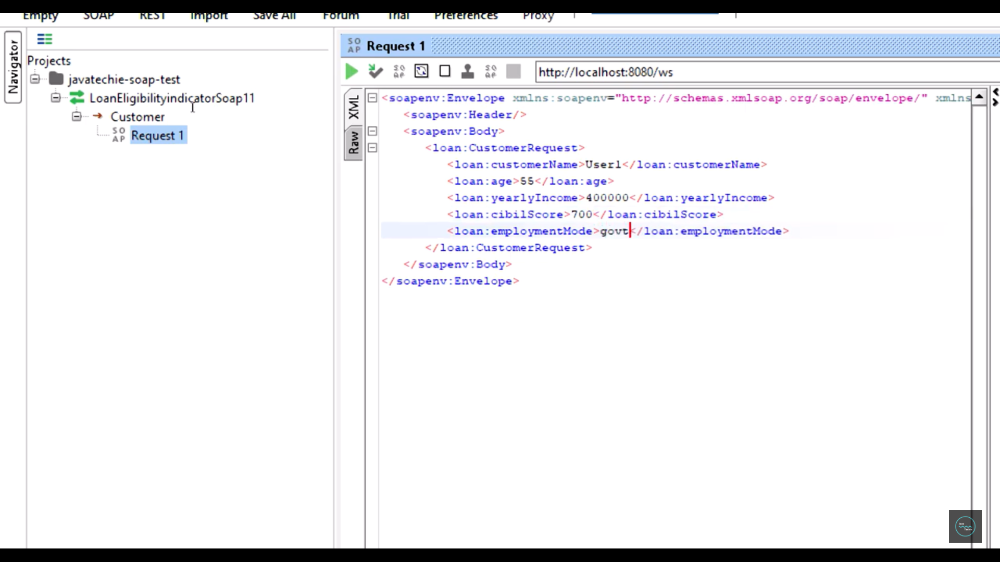 Empty SOAP REST Import Save All Forum Trial Preferences Proxy
Navigator
Projects
javatechie-soap-test
LoanEligibilityindicatorSoap11
Customer
SOAP Request 1
SOAP Request 1
http://localhost:8080/ws
XML
Raw
<soapenv:Envelope xmlns:soapenv="http://schemas.xmlsoap.org/soap/envelope/" xmlns
<soapenv:Header/>
<soapenv:Body>
<loan:CustomerRequest>
<loan:customerName>User1</loan:customerName>
<loan:age>55</loan:age>
<loan:yearlyIncome>400000</loan:yearlyIncome>
<loan:cibilScore>700</loan:cibilScore>
<loan:employmentMode>govt</loan:employmentMode>
</loan:CustomerRequest>
</soapenv:Body>
</soapenv:Envelope>